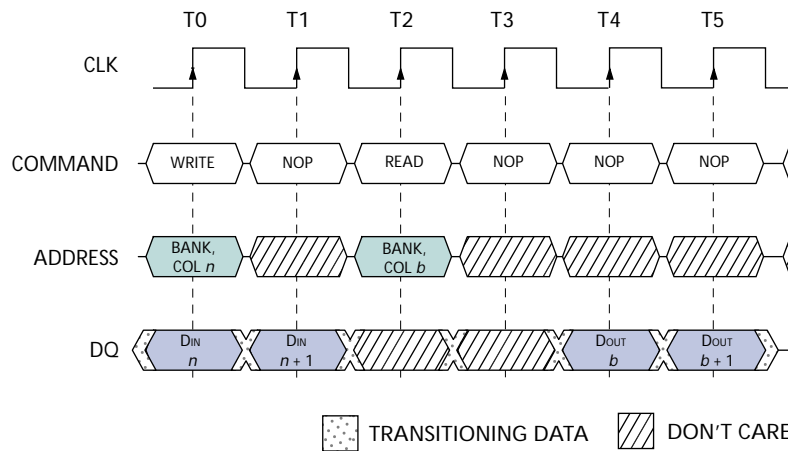 T0 T1 T2 T3 T4 T5
CLK
COMMAND WRITE NOP READ NOP NOP NOP
ADDRESS BANK, COL n BANK, COL b
DQ DIN n DIN n + 1 DOUT b DOUT b + 1
TRANSITIONING DATA DON'T CARE